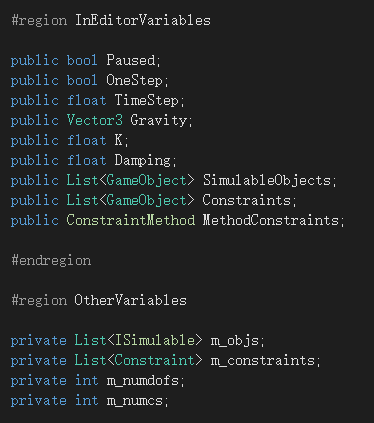 #region InEditorVariables
public bool Paused;
public bool OneStep;
public float TimeStep;
public Vector3 Gravity;
public float K;
public float Damping;
public List<GameObject> SimulableObjects;
public List<GameObject> Constraints;
public ConstraintMethod MethodConstraints;
#endregion
#region OtherVariables
private List<ISimulable> m_objs;
private List<Constraint> m_constraints;
private int m_numdofs;
private int m_numcs;